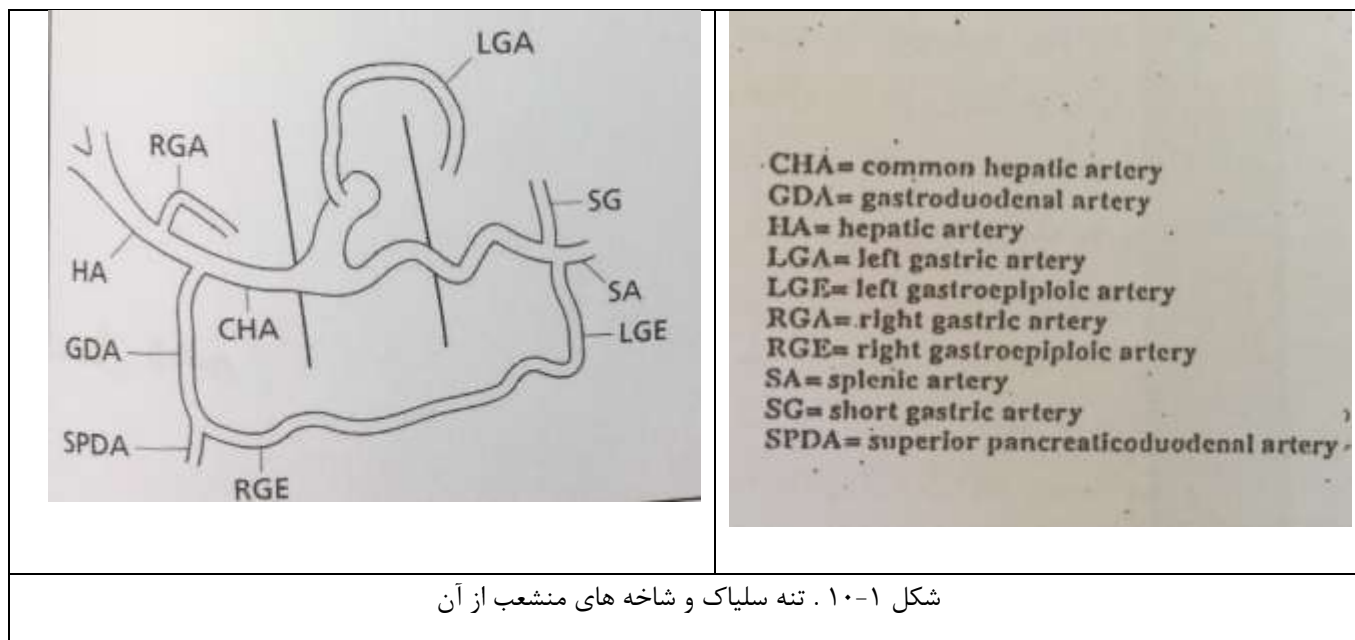 LGA
RGA
SG
HA
SA
CHA
LGE
GDA
SPDA
RGE
CHA= common hepatic artery
GDA= gastroduodenal artery
HA= hepatic artery
LGA= left gastric artery
LGE= left gastroepiploic artery
RGA= right gastric artery
RGE= right gastroepiploic artery
SA= splenic artery
SG= short gastric artery
SPDA= superior pancreaticoduodenal artery
شکل ۱-۱۰ . تنه سلیاک و شاخه های منشعب از آن